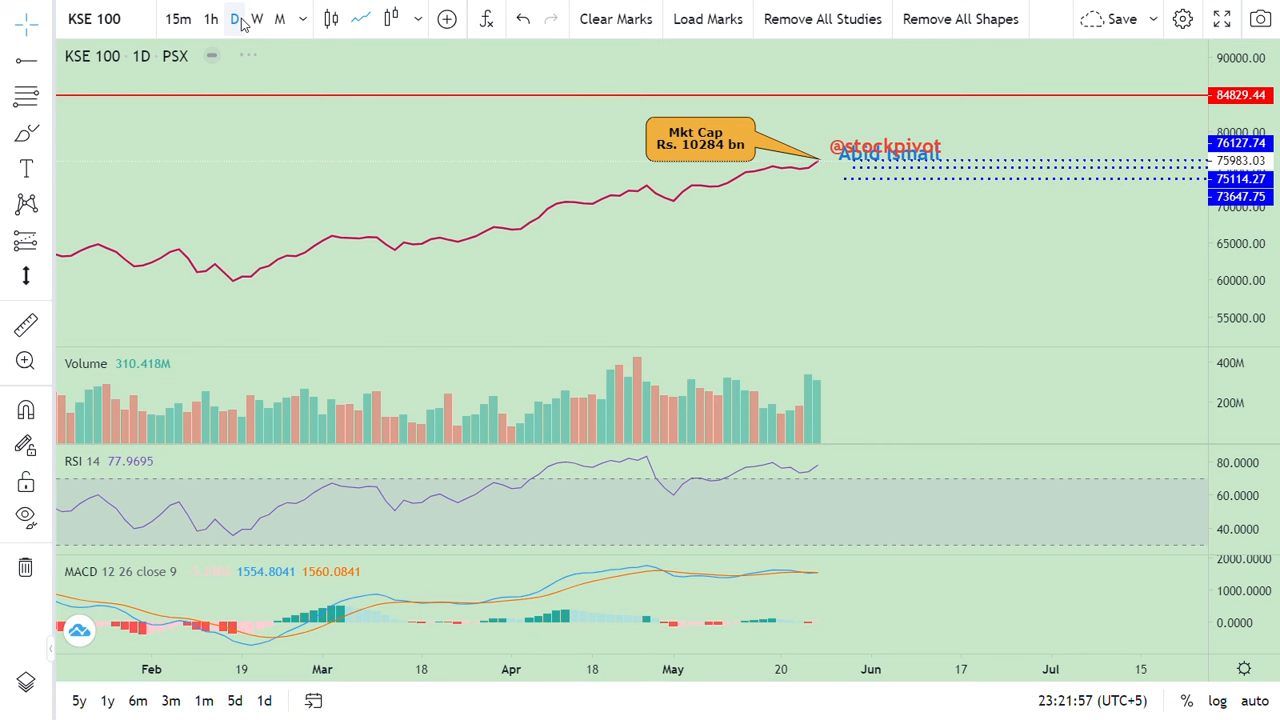 KSE 100 15m 1h D W M Clear Marks Load Marks Remove All Studies Remove All Shapes Save
KSE 100 1D PSX
90000.00
84829.44
80000.00
Mkt Cap
Rs. 10284 bn
@stockpivot
Abid Ismail
76127.74
75983.03
75114.27
73647.75
70000.00
65000.00
60000.00
55000.00
Volume 310.418M
400M
200M
RSI 14 77.9695
80.0000
60.0000
40.0000
MACD 12 26 close 9 1554.8041 1560.0841
2000.0000
1000.0000
0.0000
Feb 19 Mar 18 Apr 18 May 20 Jun 17 Jul 15
5y 1y 6m 3m 1m 5d 1d 23:21:57 (UTC+5) % log auto